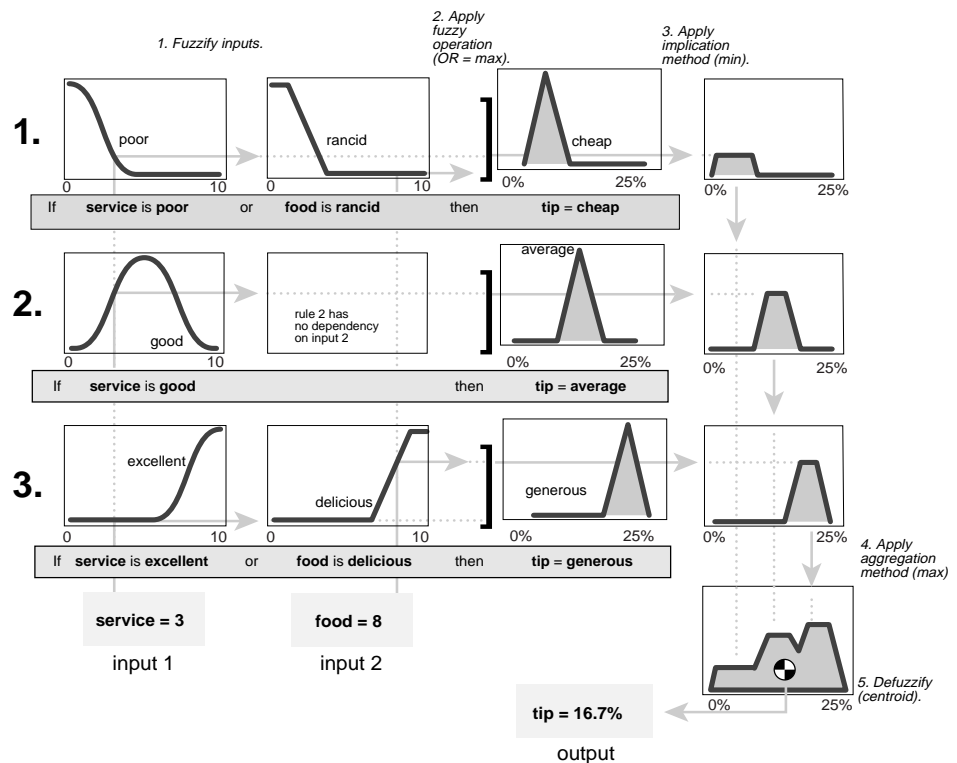 1. Fuzzify inputs.
2. Apply
fuzzy
operation
(OR = max).
3. Apply
implication
method (min).
1.
poor
0 10
rancid
0 10
cheap
0% 25%
0% 25%
If service is poor or food is rancid then tip = cheap
2.
good
0 10
rule 2 has
no dependency
on input 2
average
0% 25%
0% 25%
If service is good then tip = average
3.
excellent
0 10
delicious
0 10
generous
0% 25%
0% 25%
If service is excellent or food is delicious then tip = generous
4. Apply
aggregation
method (max)
service = 3
input 1
food = 8
input 2
0% 25%
5. Defuzzify
(centroid).
tip = 16.7%
output